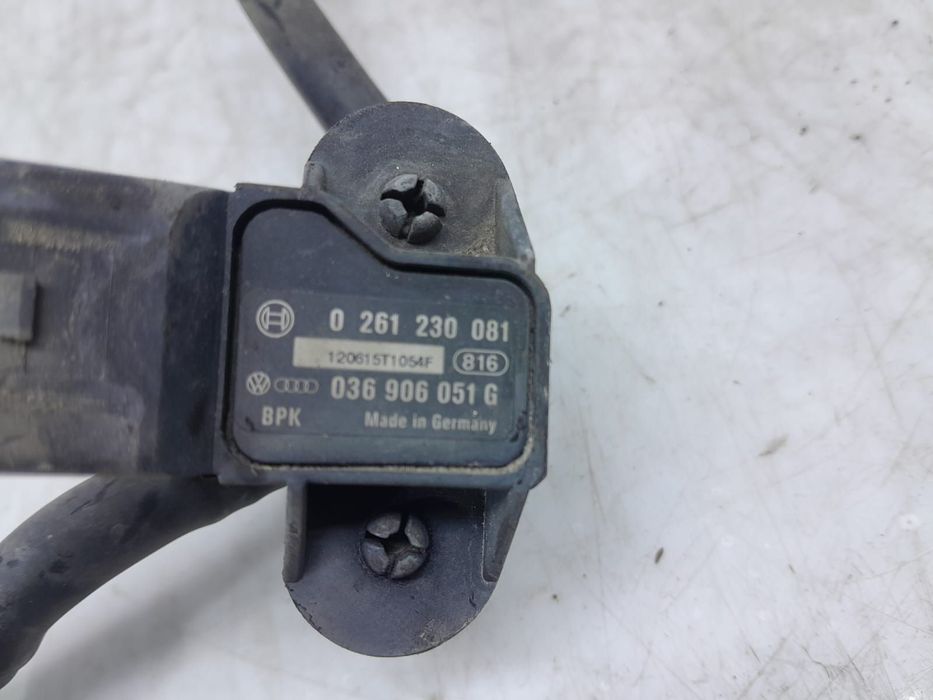 0 261 230 081
120615T1054F 816
036 906 051 G
BPK Made in Germany